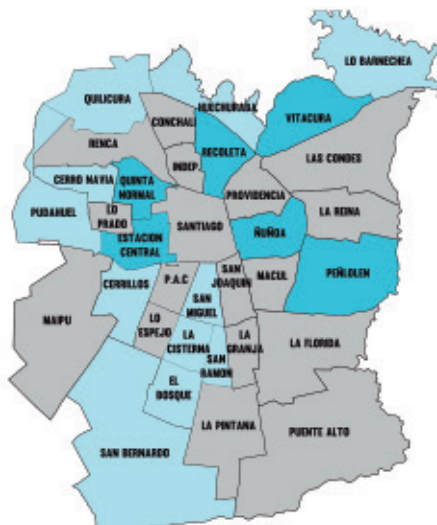 LO BARNECHEA
QUILICURA
HUECHURABA
CONCHALI
VITACURA
RENCA
RECOLETA
LAS CONDES
INDEP.
CERRO NAVIA
QUINTA
NORMAL
PROVIDENCIA
PUDAHUEL
LO
PRADO
LA REINA
SANTIAGO
ÑUÑOA
ESTACION
CENTRAL
SAN
JOAQUIN
MACUL
PEÑLOLEN
P.A.C
CERRILLOS
SAN
MIGUEL
MAIPU
LO
ESPEJO
LA
CISTERNA
LA
GRANJA
LA FLORIDA
SAN
RAMON
EL
BOSQUE
LA PINTANA
PUENTE ALTO
SAN BERNARDO